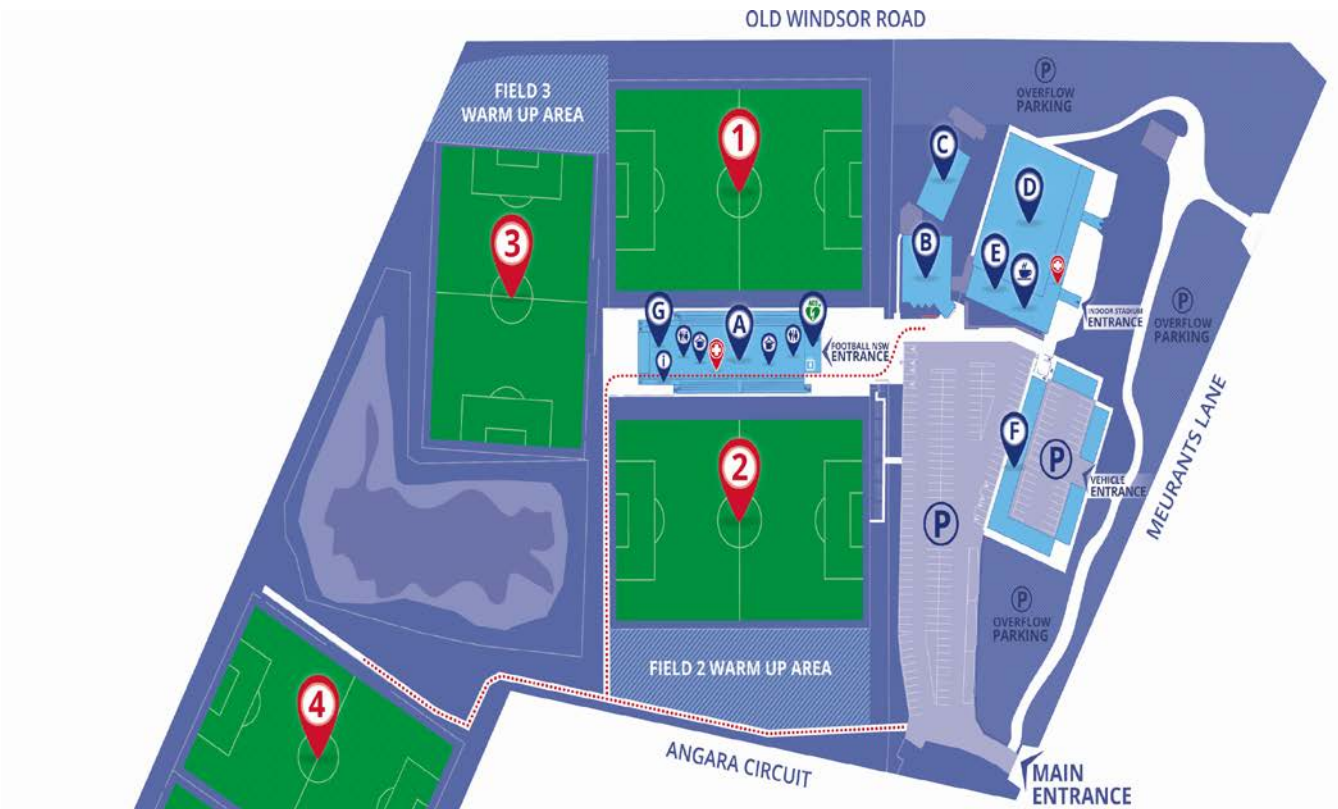 OLD WINDSOR ROAD
FIELD 3
WARM UP AREA
P
OVERFLOW
PARKING
1
C
D
3
B
E
P
OVERFLOW
PARKING
INDOOR STADIUM
ENTRANCE
G
A
AED
FOOTBALL NSW
ENTRANCE
i
2
F
P
VEHICLE
ENTRANCE
MEURANTS LANE
P
P
OVERFLOW
PARKING
FIELD 2 WARM UP AREA
4
ANGARA CIRCUIT
MAIN
ENTRANCE